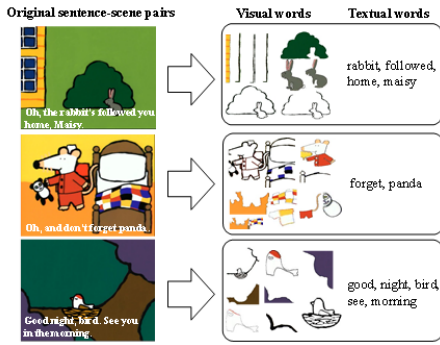 Original sentence-scene pairs
Visual words
Textual words
Oh, the rabbit's followed you
home, Maisy.
rabbit, followed,
home, maisy
Oh, and don't forget panda.
forget, panda
Good night, bird. See you
in the morning.
good, night, bird,
see, morning